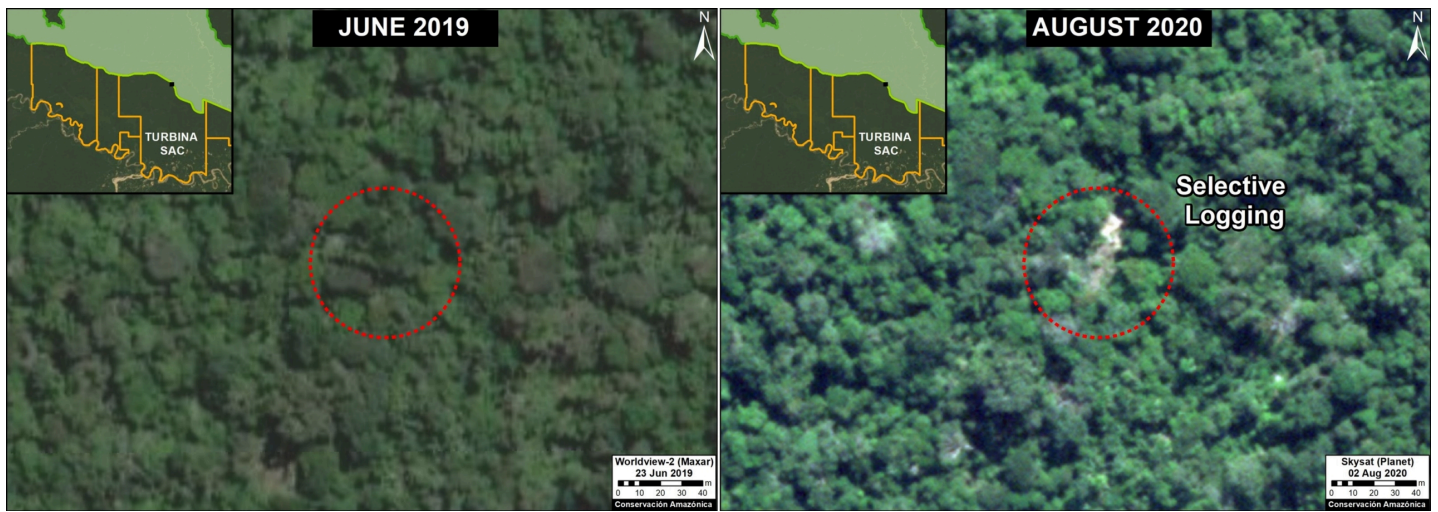 JUNE 2019
N
TURBINA
SAC
Worldview-2 (Maxar)
23 Jun 2019
0 10 20 30 40 m
Conservación Amazónica
AUGUST 2020
N
TURBINA
SAC
Selective
Logging
Skysat (Planet)
02 Aug 2020
0 10 20 30 40 m
Conservación Amazónica